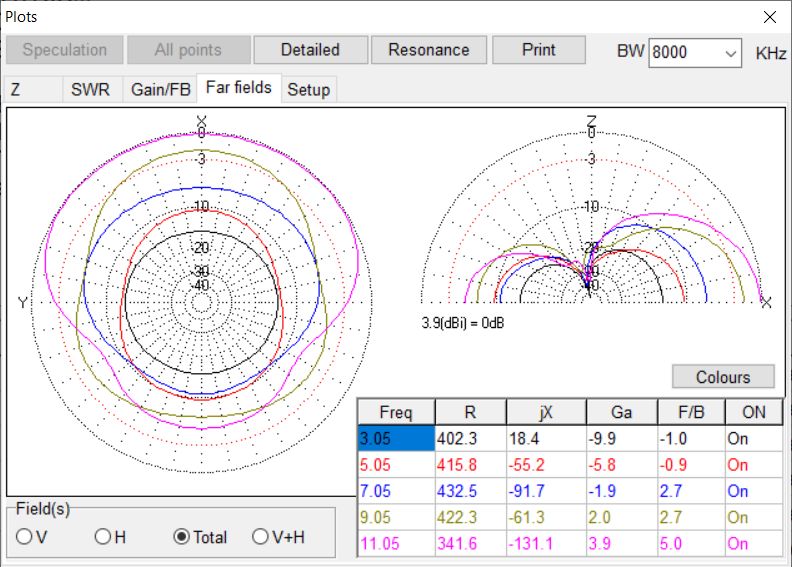 Plots
Speculation All points Detailed Resonance Print BW 8000 KHz
Z SWR Gain/FB Far fields Setup
X
0
-3
-10
-20
-30
-40
Y
Z
0
-3
-10
-20
-30
-40
X
3.9(dBi) = 0dB
Colours
Freq R jX Ga F/B ON
3.05 402.3 18.4 -9.9 -1.0 On
5.05 415.8 -55.2 -5.8 -0.9 On
7.05 432.5 -91.7 -1.9 2.7 On
9.05 422.3 -61.3 2.0 2.7 On
11.05 341.6 -131.1 3.9 5.0 On
Field(s)
V H Total V+H